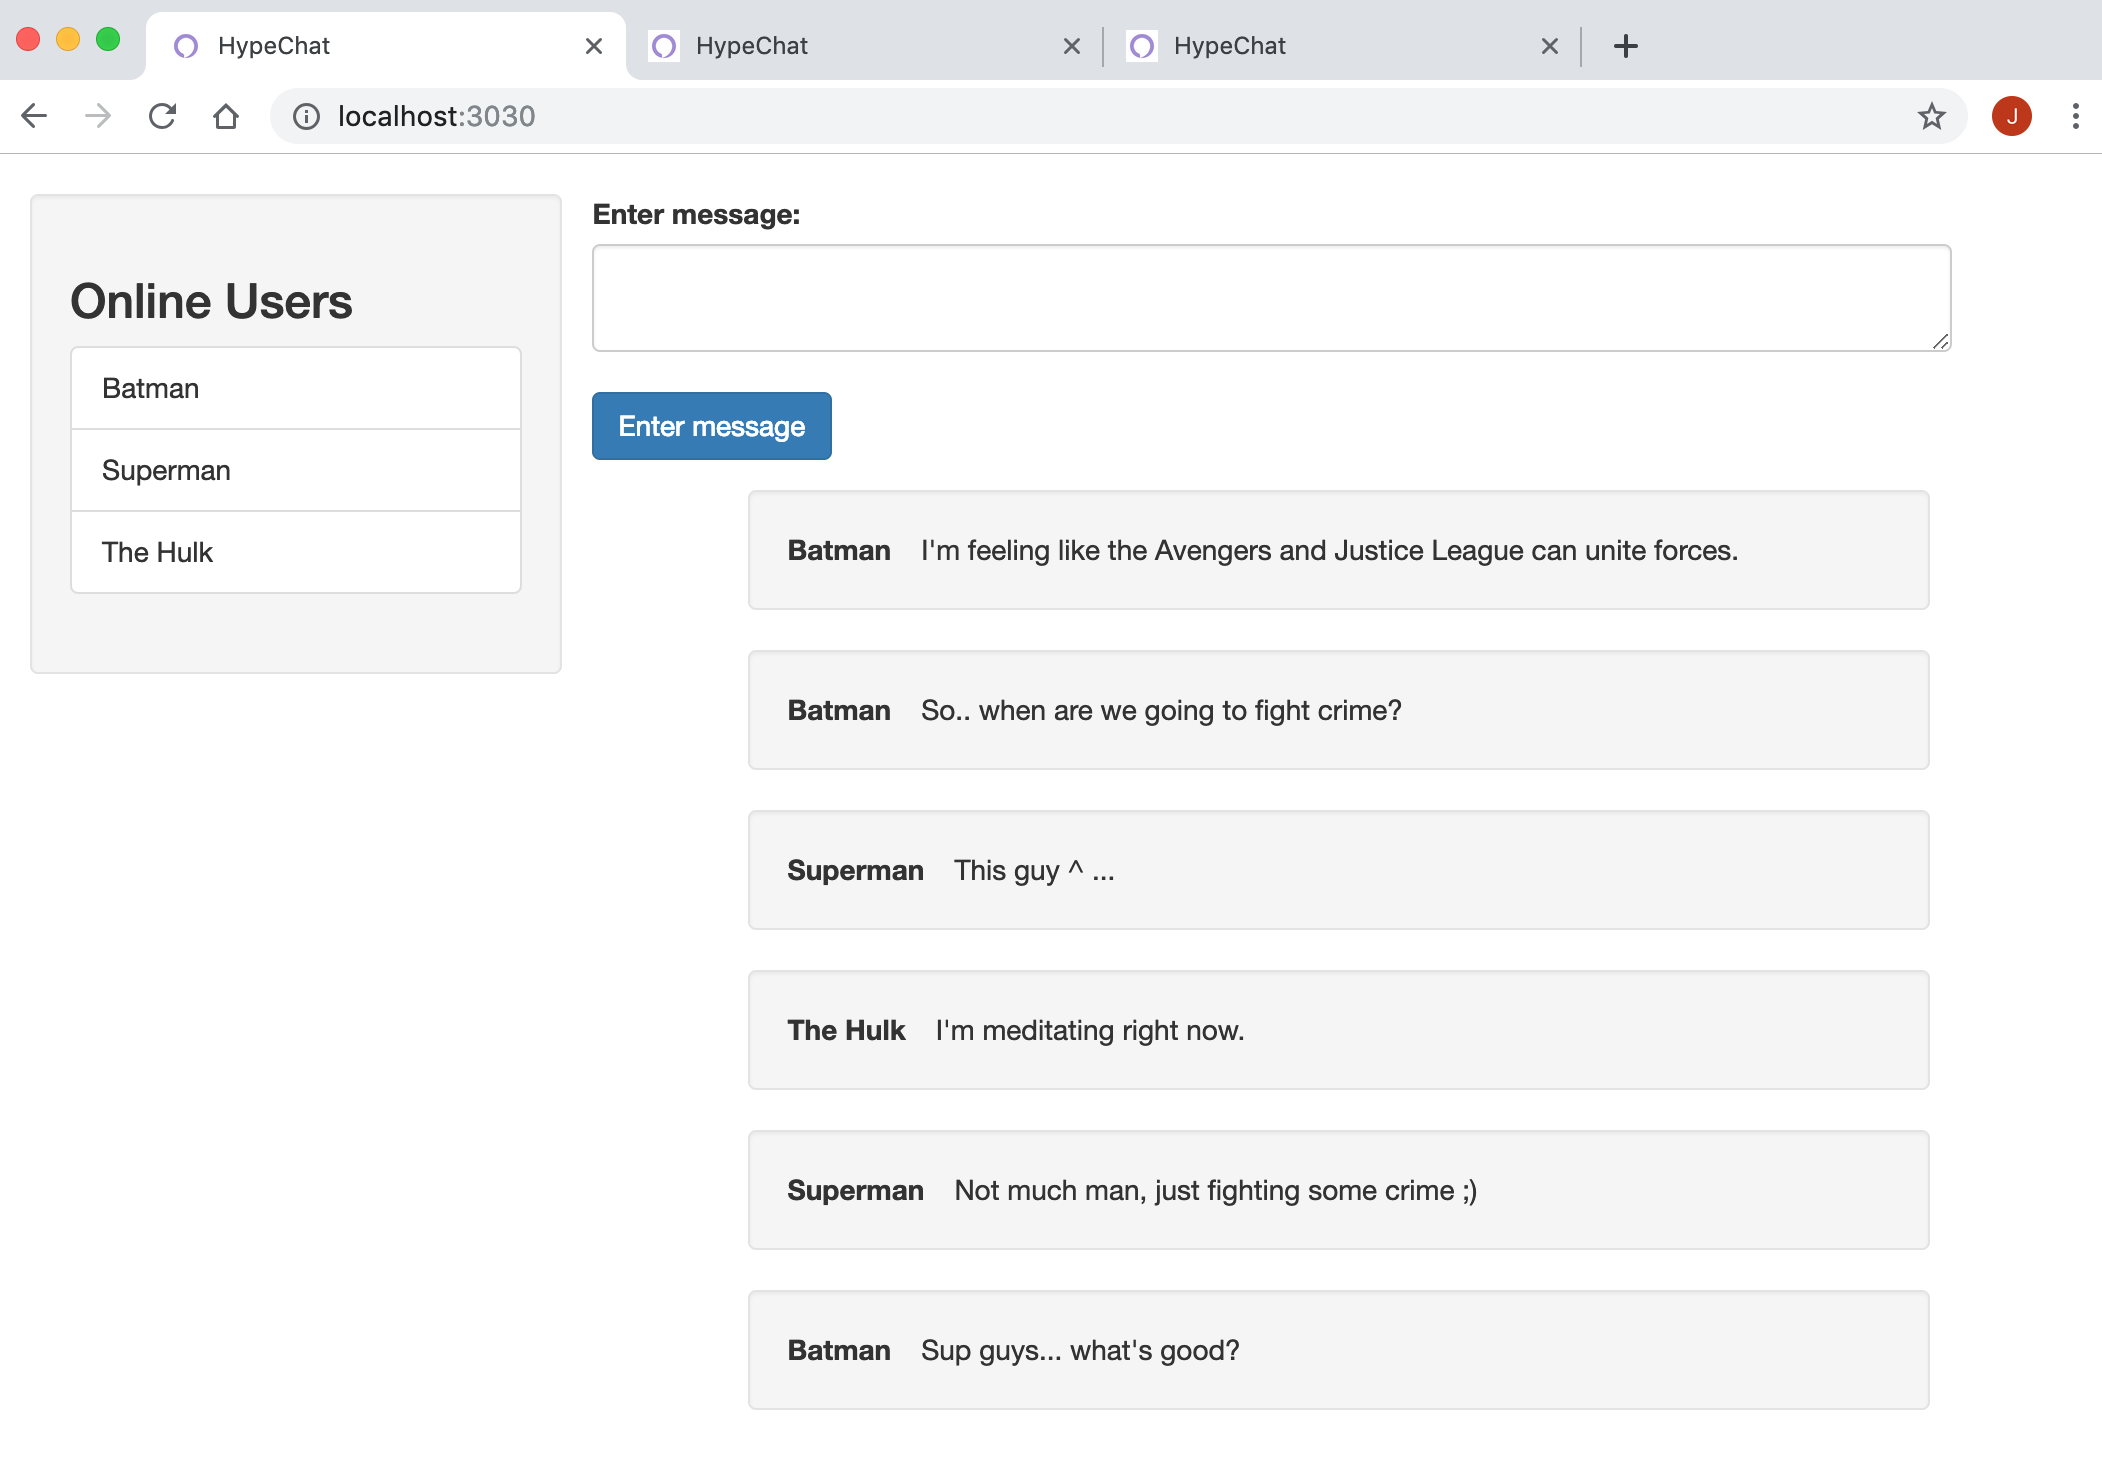 HypeChat
HypeChat
HypeChat
localhost:3030
J
Online Users
Batman
Superman
The Hulk
Enter message:
Enter message
Batman I'm feeling like the Avengers and Justice League can unite forces.
Batman So.. when are we going to fight crime?
Superman This guy ^ ...
The Hulk I'm meditating right now.
Superman Not much man, just fighting some crime ;)
Batman Sup guys... what's good?